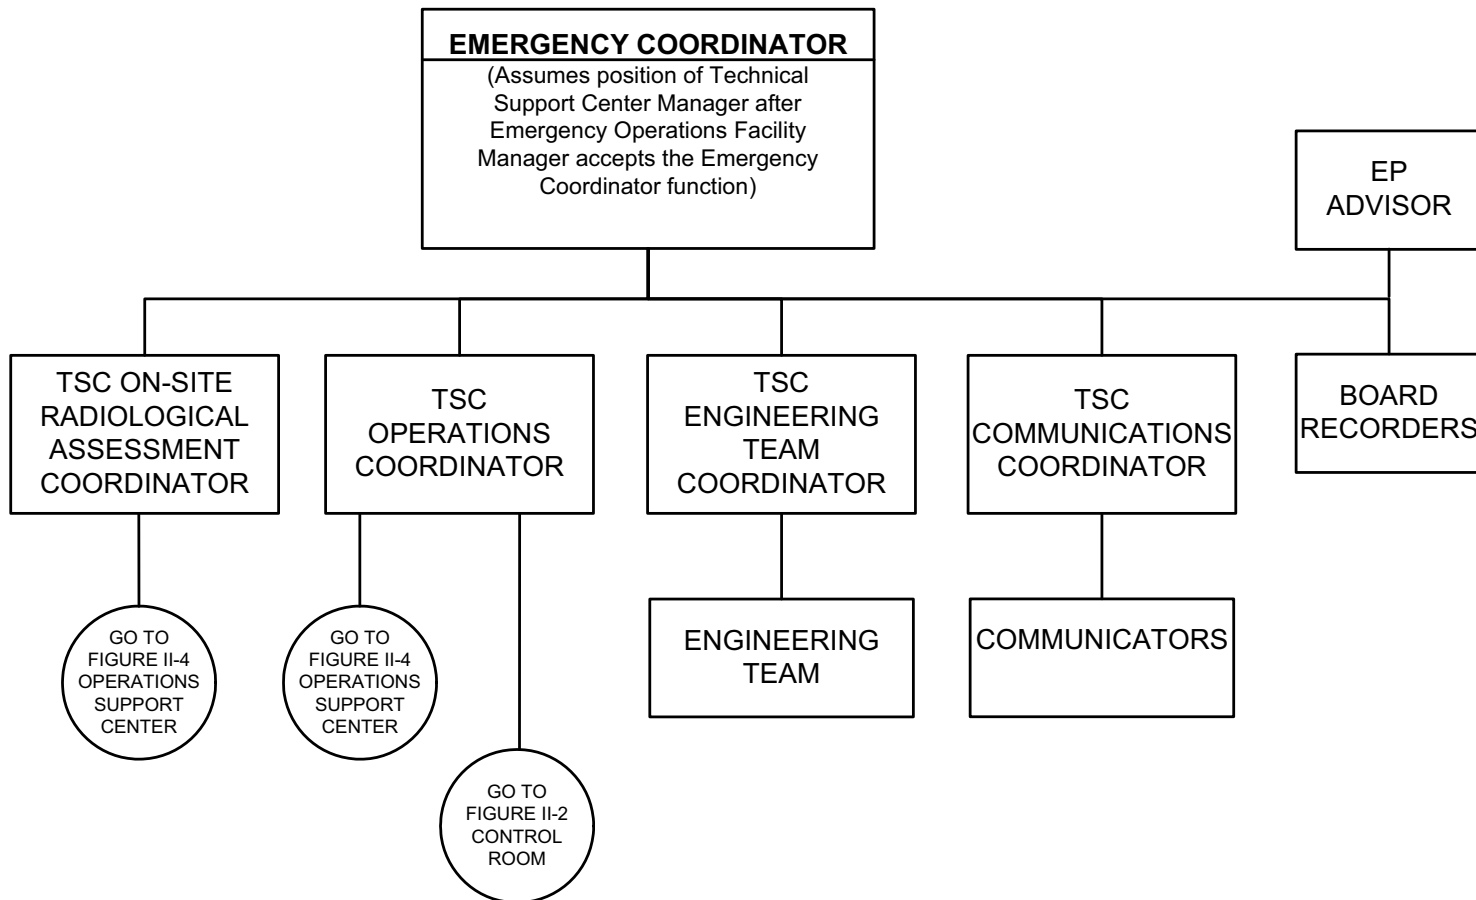 EMERGENCY COORDINATOR
(Assumes position of Technical
Support Center Manager after
Emergency Operations Facility
Manager accepts the Emergency
Coordinator function)
EP
ADVISOR
TSC ON-SITE
RADIOLOGICAL
ASSESSMENT
COORDINATOR
TSC
OPERATIONS
COORDINATOR
TSC
ENGINEERING
TEAM
COORDINATOR
TSC
COMMUNICATIONS
COORDINATOR
BOARD
RECORDERS
GO TO
FIGURE II-4
OPERATIONS
SUPPORT
CENTER
GO TO
FIGURE II-4
OPERATIONS
SUPPORT
CENTER
GO TO
FIGURE II-2
CONTROL
ROOM
ENGINEERING
TEAM
COMMUNICATORS